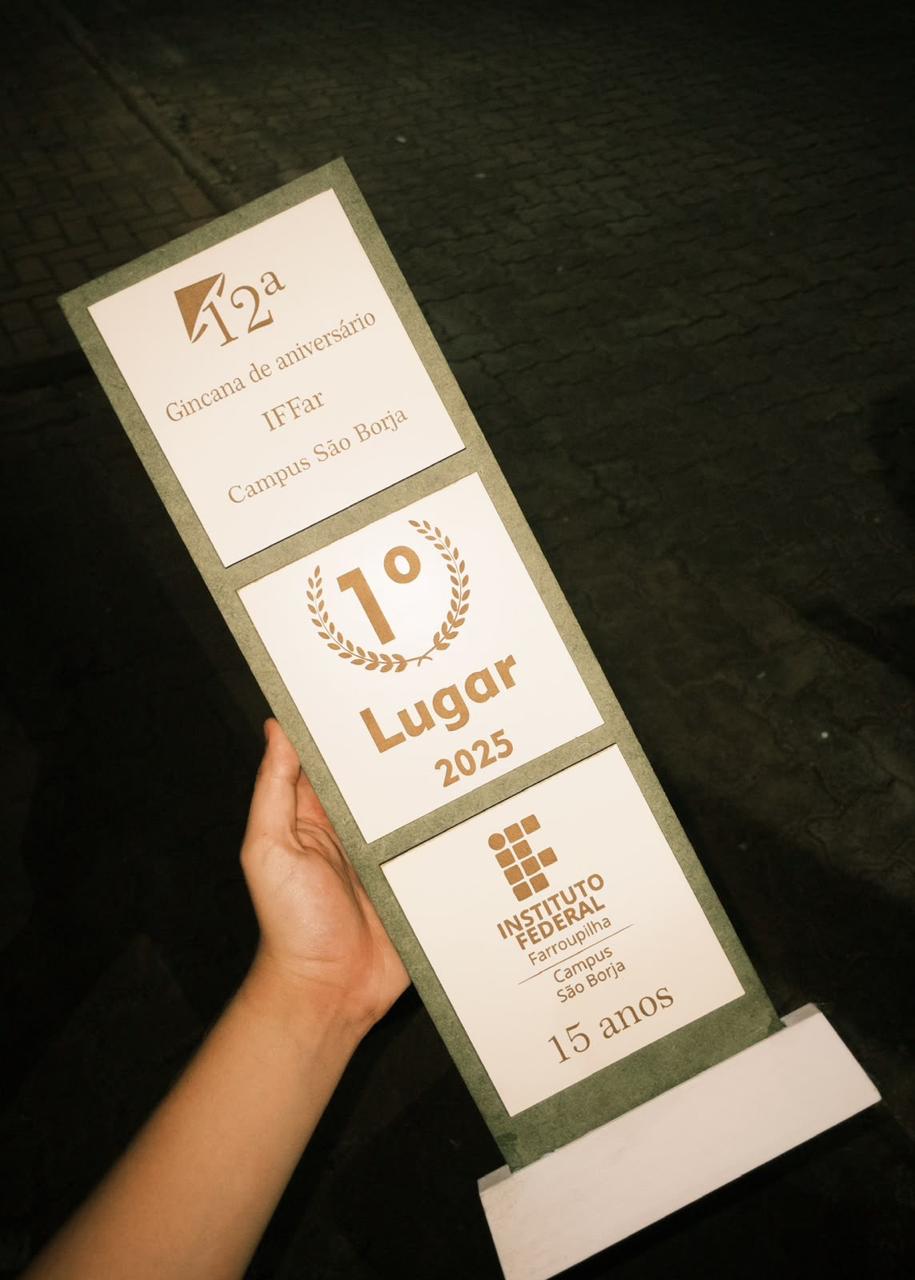 12ª
Gincana de aniversário
IFFar
Campus São Borja
1º
Lugar
2025
INSTITUTO
FEDERAL
Farroupilha
Campus
São Borja
15 anos